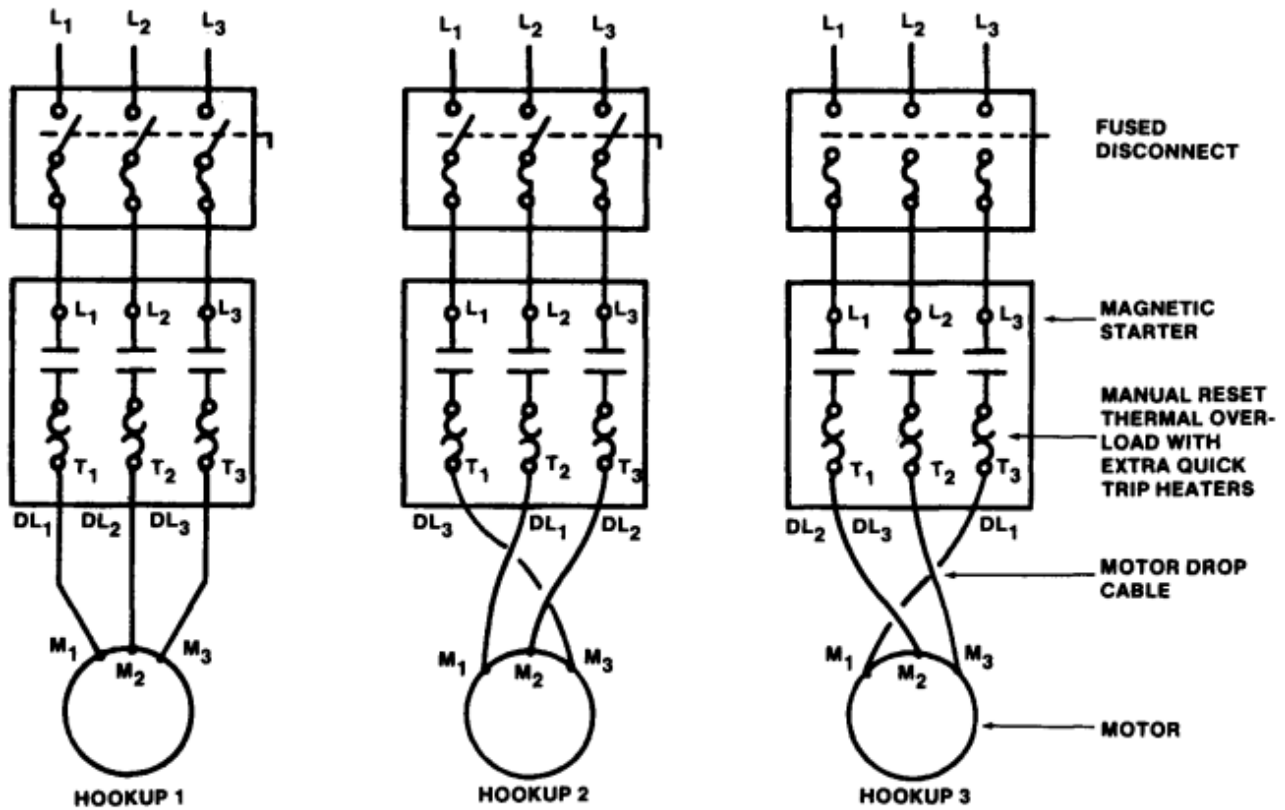 L₁ L₂ L₃
L₁ L₂ L₃
L₁ L₂ L₃
FUSED
DISCONNECT
L₁ L₂ L₃
L₁ L₂ L₃
L₁ L₂ L₃
MAGNETIC
STARTER
MANUAL RESET
THERMAL OVER-
LOAD WITH
EXTRA QUICK
TRIP HEATERS
T₁ T₂ T₃
T₁ T₂ T₃
T₁ T₂ T₃
DL₁ DL₂ DL₃
DL₃ DL₁ DL₂
DL₂ DL₃ DL₁
MOTOR DROP
CABLE
M₁ M₂ M₃
M₁ M₂ M₃
M₁ M₂ M₃
MOTOR
HOOKUP 1
HOOKUP 2
HOOKUP 3